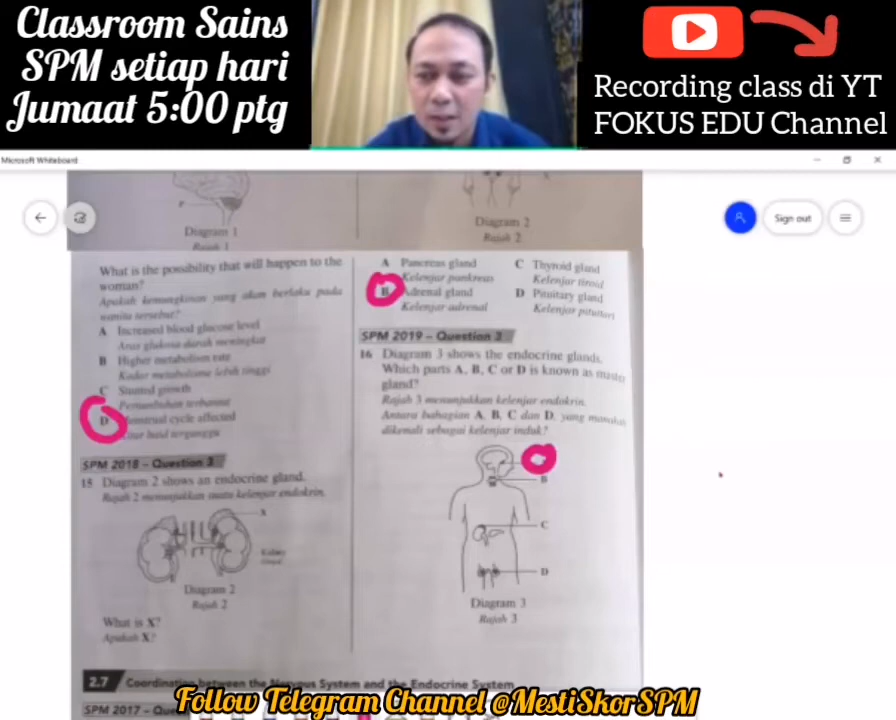 Classroom Sains
SPM setiap hari
Jumaat 5:00 ptg
Recording class di YT
FOKUS EDU Channel
Microsoft Whiteboard
Sign out
Diagram 1
Rajah 1
Diagram 2
Rajah 2
What is the possibility that will happen to the
woman?
Apakah kemungkinan yang akan berlaku pada
wanita tersebut?
A Increased blood glucose level
Aras glukosa darah meningkat
B Higher metabolism rate
Kadar metabolisme lebih tinggi
C Stunted growth
Pertumbuhan terbantut
D Menstrual cycle affected
haid terganggu
SPM 2018 – Question 3
15 Diagram 2 shows an endocrine gland.
Rajah 2 menunjukkan suatu kelenjar endokrin.
X
Kidney
Diagram 2
Rajah 2
What is X?
Apakah X?
A Pancreas gland
Kelenjar pankreas
B Adrenal gland
Kelenjar adrenal
C Thyroid gland
Kelenjar tiroid
D Pituitary gland
Kelenjar pituitari
SPM 2019 – Question 3
16 Diagram 3 shows the endocrine glands.
Which parts A, B, C or D is known as master
gland?
Rajah 3 menunjukkan kelenjar endokrin.
Antara bahagian A, B, C dan D, yang manakah
dikenali sebagai kelenjar induk?
B
C
D
Diagram 3
Rajah 3
2.7 Coordination between the Nervous System and the Endocrine System
SPM 2017 –
Follow Telegram Channel @MestiSkorSPM